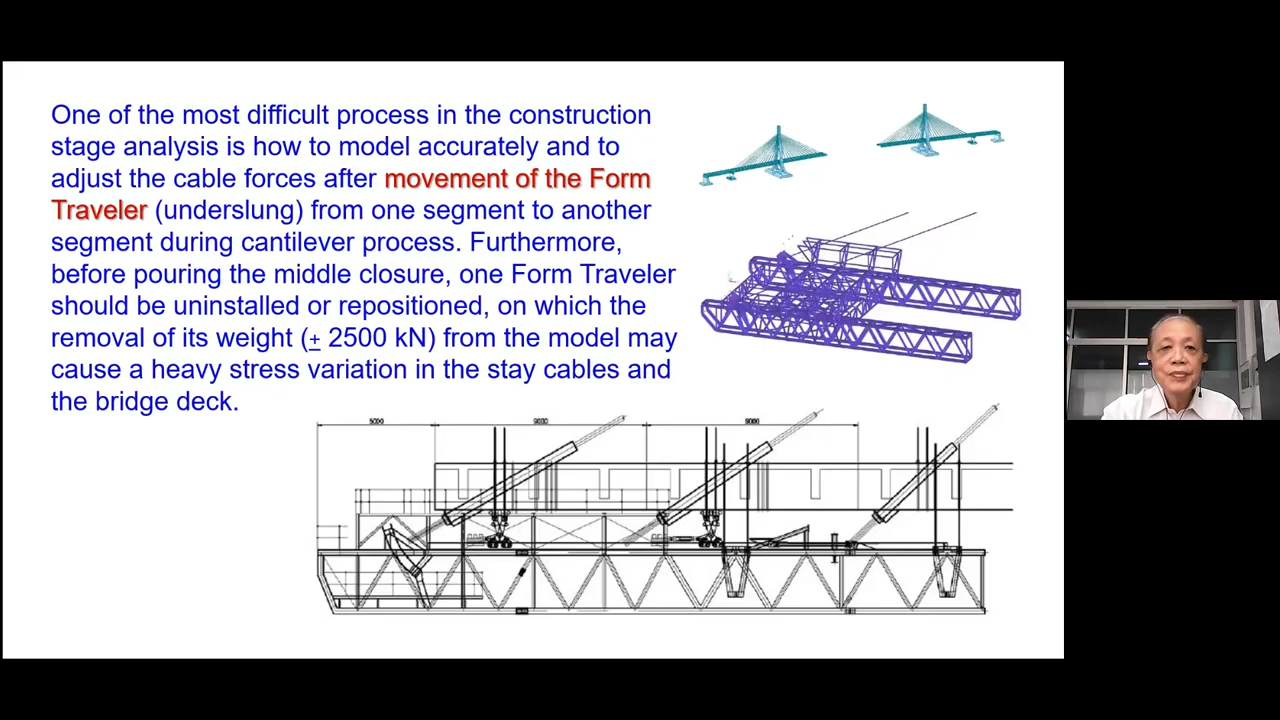 One of the most difficult process in the construction
stage analysis is how to model accurately and to
adjust the cable forces after movement of the Form
Traveler (underslung) from one segment to another
segment during cantilever process. Furthermore,
before pouring the middle closure, one Form Traveler
should be uninstalled or repositioned, on which the
removal of its weight (± 2500 kN) from the model may
cause a heavy stress variation in the stay cables and
the bridge deck.
5000 9000 9000